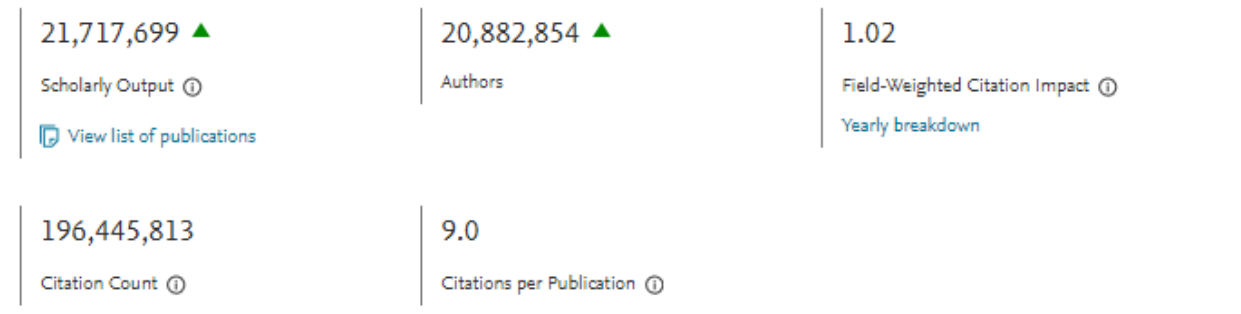 21,717,699
Scholarly Output
View list of publications
20,882,854
Authors
1.02
Field-Weighted Citation Impact
Yearly breakdown
196,445,813
Citation Count
9.0
Citations per Publication